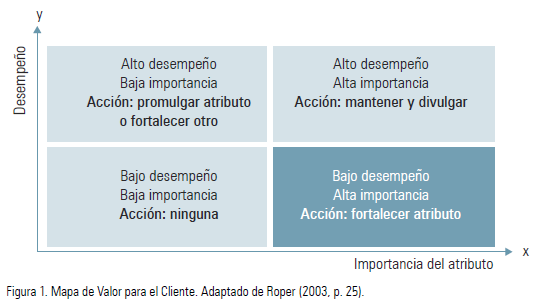 y
Desempeño
Alto desempeño
Baja importancia
Acción: promulgar atributo
o fortalecer otro
Alto desempeño
Alta importancia
Acción: mantener y divulgar
Bajo desempeño
Baja importancia
Acción: ninguna
Bajo desempeño
Alta importancia
Acción: fortalecer atributo
x
Importancia del atributo
Figura 1. Mapa de Valor para el Cliente. Adaptado de Roper (2003, p. 25).